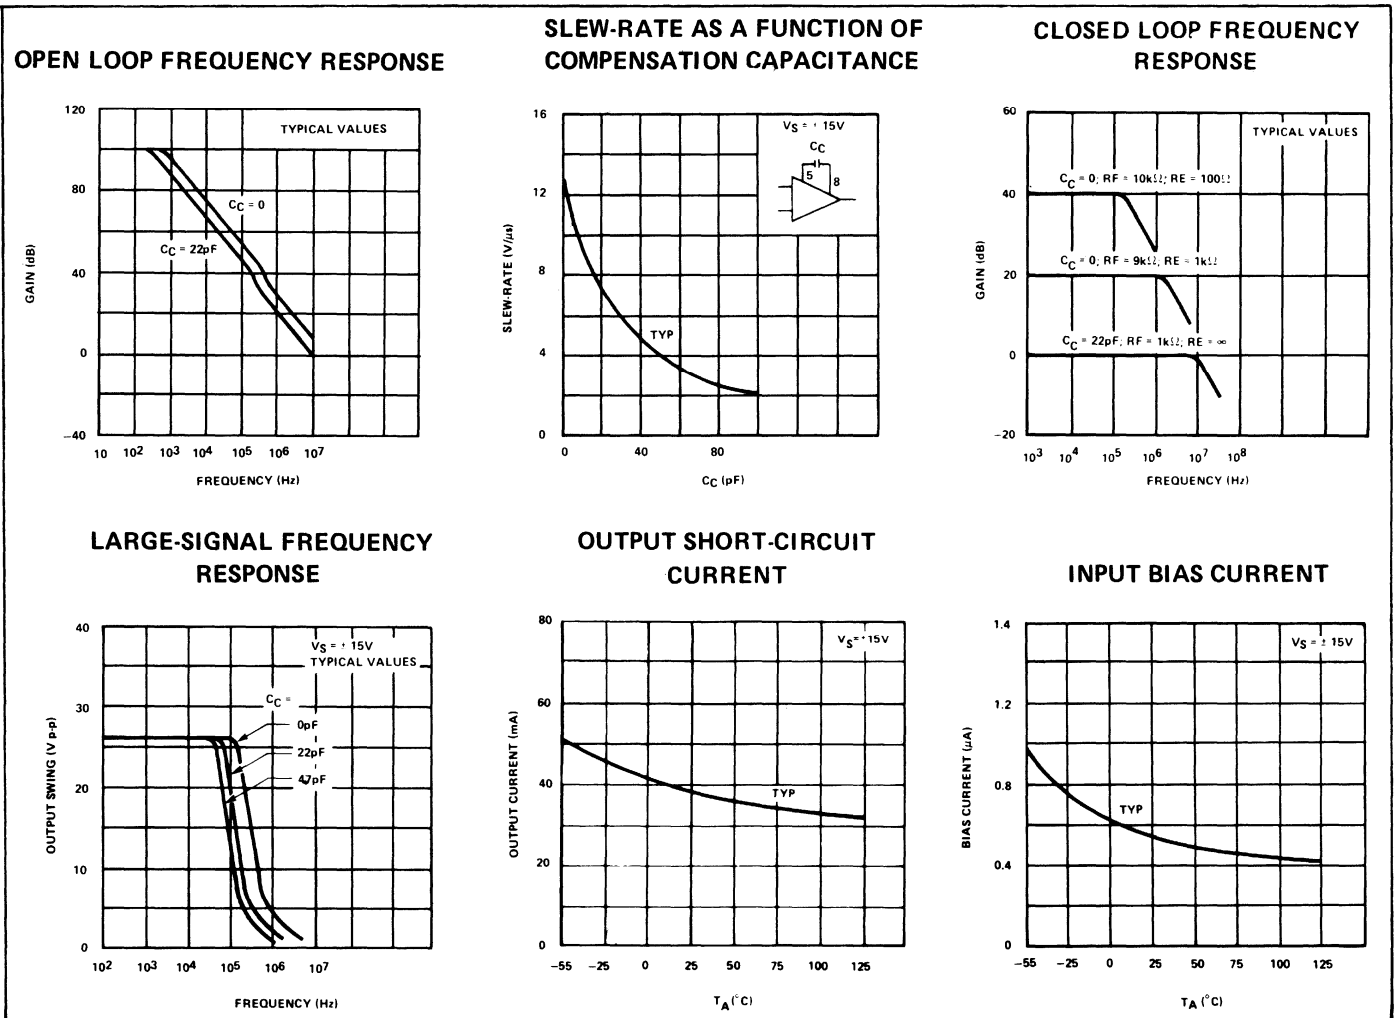 OPEN LOOP FREQUENCY RESPONSE
120
80
40
0
−40
GAIN (dB)
TYPICAL VALUES
CC = 0
CC = 22pF
10 10² 10³ 10⁴ 10⁵ 10⁶ 10⁷
FREQUENCY (Hz)
SLEW-RATE AS A FUNCTION OF
COMPENSATION CAPACITANCE
16
12
8
4
0
SLEW-RATE (V/µs)
VS = ± 15V
CC
5
8
TYP
0 40 80
CC (pF)
CLOSED LOOP FREQUENCY
RESPONSE
60
40
20
0
−20
GAIN (dB)
TYPICAL VALUES
CC = 0; RF = 10kΩ; RE = 100Ω
CC = 0; RF = 9kΩ; RE = 1kΩ
CC = 22pF; RF = 1kΩ; RE = ∞
10³ 10⁴ 10⁵ 10⁶ 10⁷ 10⁸
FREQUENCY (Hz)
LARGE-SIGNAL FREQUENCY
RESPONSE
40
30
20
10
0
OUTPUT SWING (V p-p)
VS = ± 15V
TYPICAL VALUES
CC =
0pF
22pF
47pF
10² 10³ 10⁴ 10⁵ 10⁶ 10⁷
FREQUENCY (Hz)
OUTPUT SHORT-CIRCUIT
CURRENT
80
60
40
20
0
OUTPUT CURRENT (mA)
VS = ±15V
TYP
−55 −25 0 25 50 75 100 125
TA (°C)
INPUT BIAS CURRENT
1.4
1.2
0.8
0.4
0
BIAS CURRENT (µA)
VS = ± 15V
TYP
−55 −25 0 25 50 75 100 125
TA (°C)